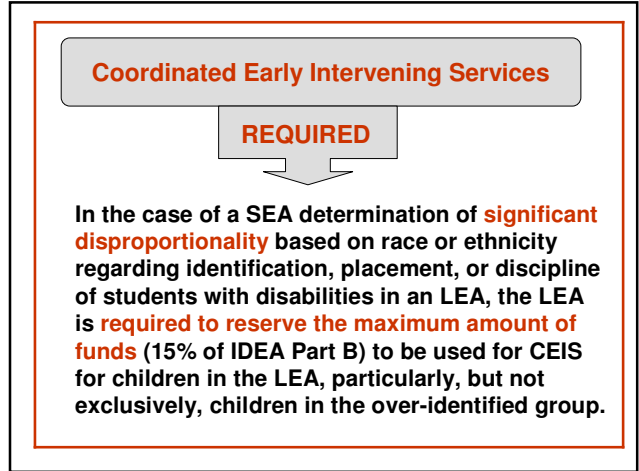 Coordinated Early Intervening Services
REQUIRED
In the case of a SEA determination of significant
disproportionality based on race or ethnicity
regarding identification, placement, or discipline
of students with disabilities in an LEA, the LEA
is required to reserve the maximum amount of
funds (15% of IDEA Part B) to be used for CEIS
for children in the LEA, particularly, but not
exclusively, children in the over-identified group.